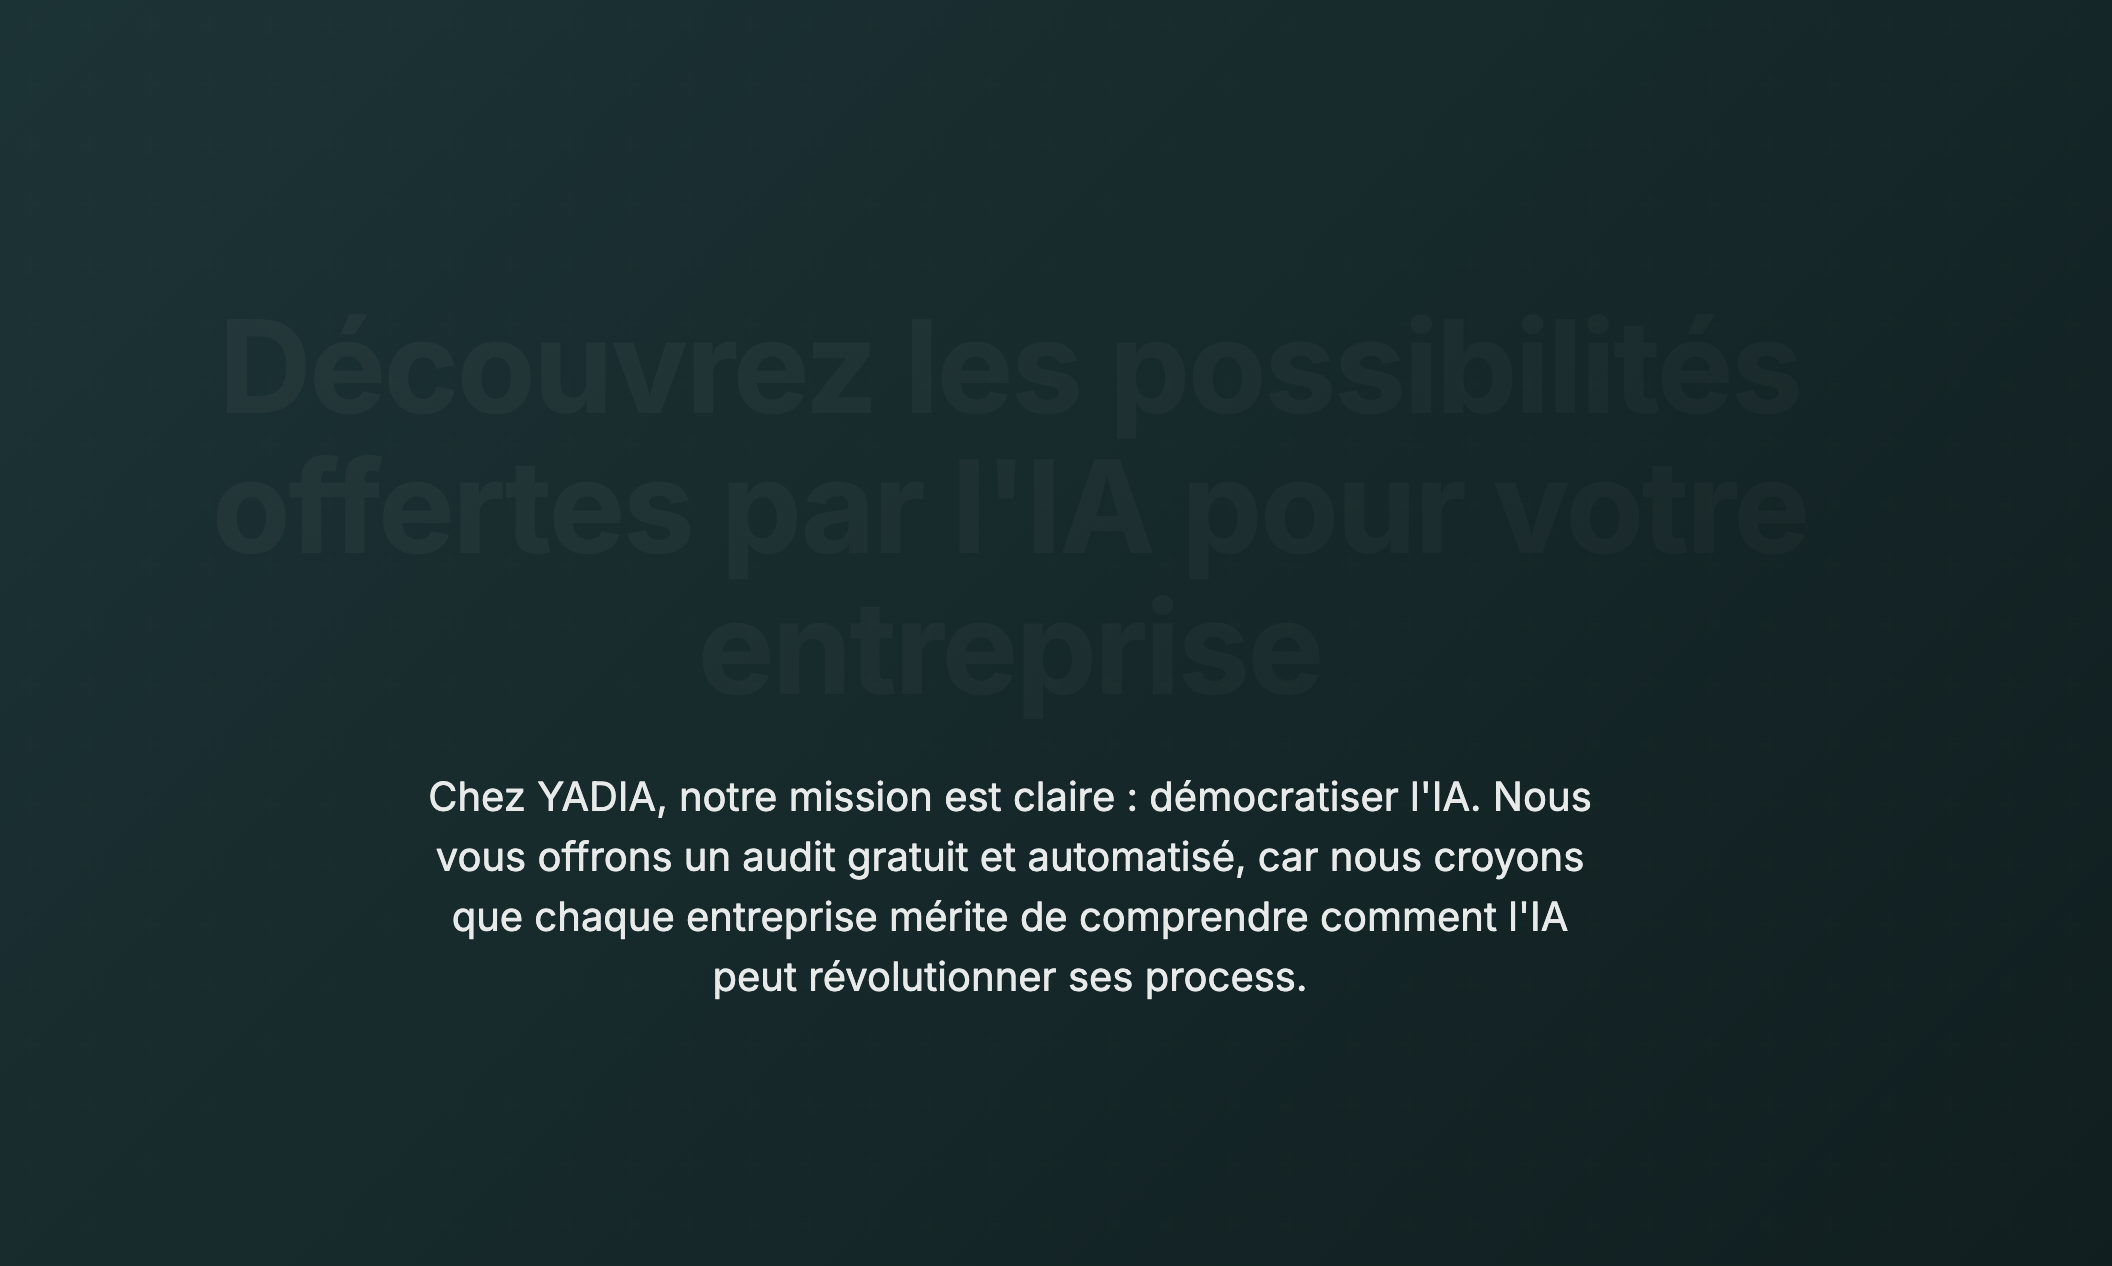 Découvrez les possibilités
offertes par l'IA pour votre
entreprise
Chez YADIA, notre mission est claire : démocratiser l'IA. Nous
vous offrons un audit gratuit et automatisé, car nous croyons
que chaque entreprise mérite de comprendre comment l'IA
peut révolutionner ses process.